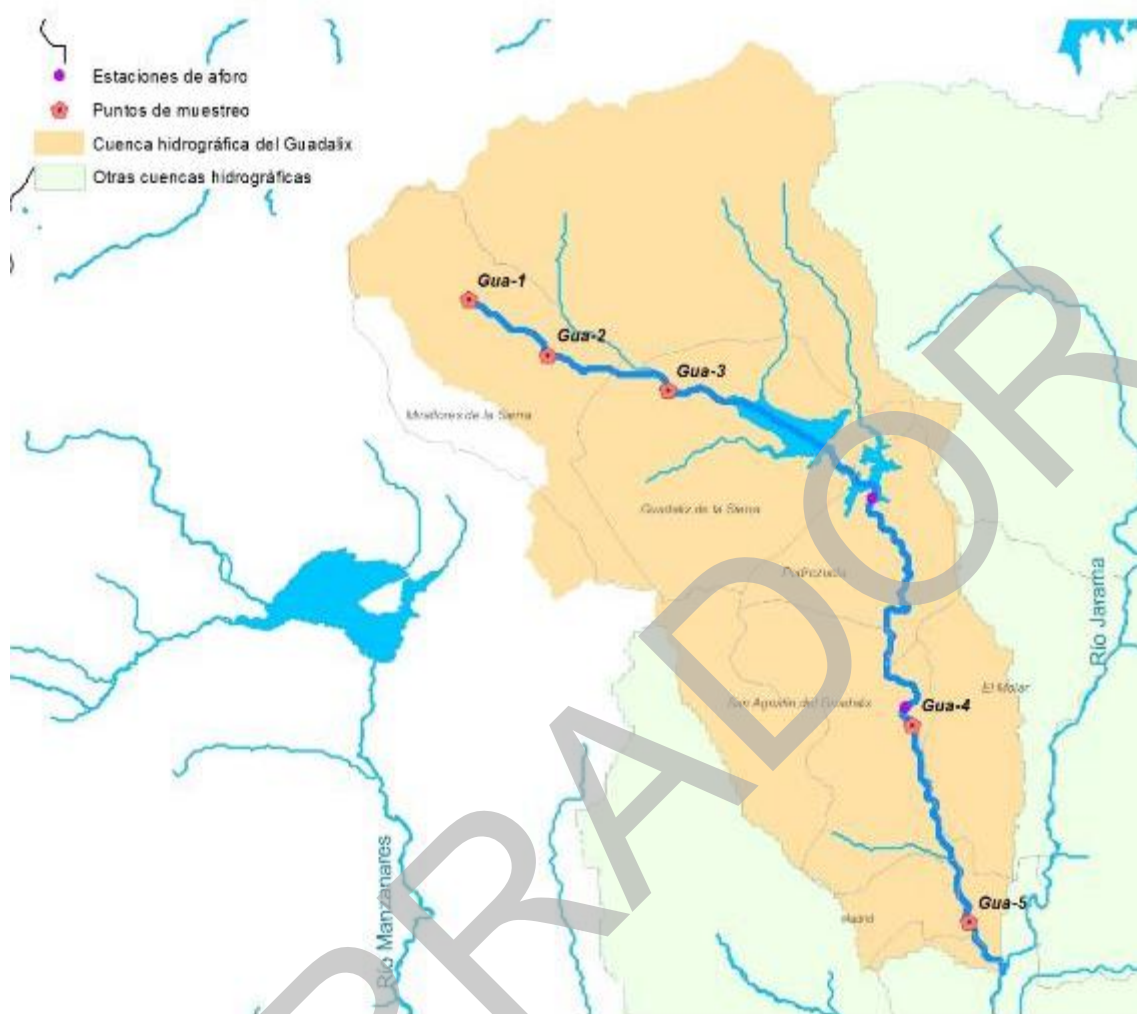 Estaciones de aforo
Puntos de muestreo
Cuenca hidrográfica del Guadalix
Otras cuencas hidrográficas
Gua-1
Gua-2
Gua-3
Miraflores de la Sierra
Guadalix de la Sierra
Pedrezuela
Río Jarama
El Molar
San Agustín del Guadalix
Gua-4
Río Manzanares
Gua-5
Madrid
RRADOR